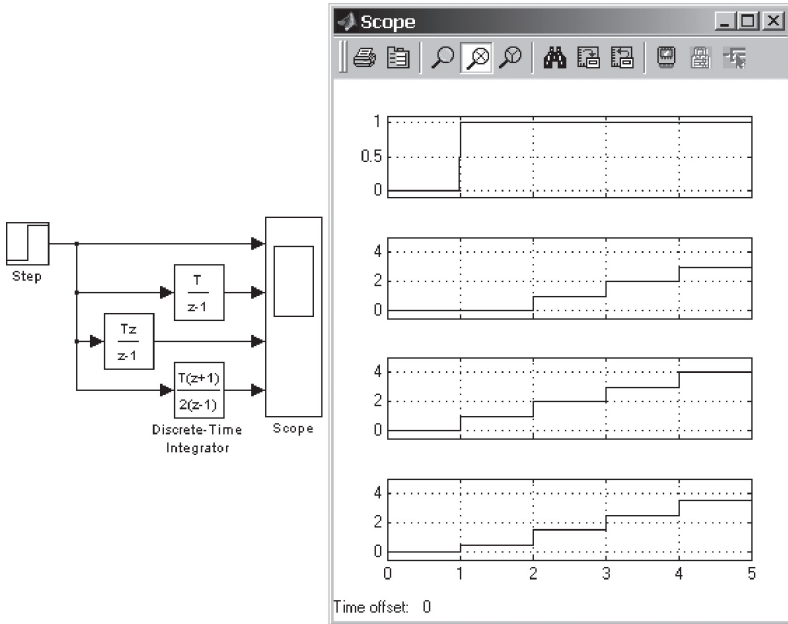 Scope
1
0.5
0
4
2
0
4
2
0
4
2
0
0 1 2 3 4 5
Time offset: 0
Step
T
z-1
Tz
z-1
T(z+1)
2(z-1)
Discrete-Time
Integrator
Scope